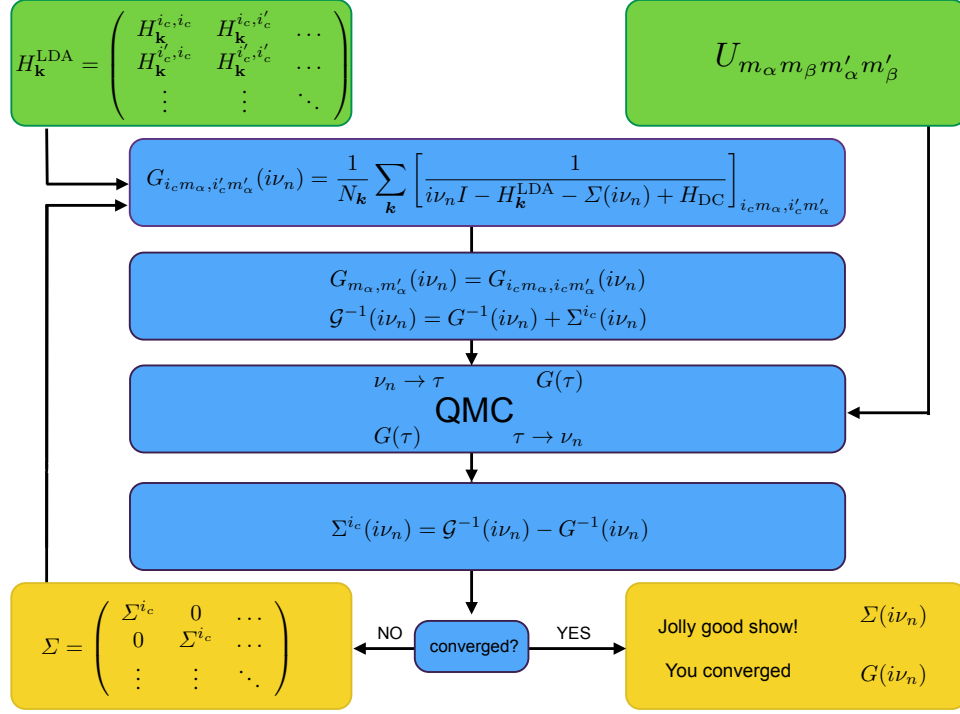 H_𝐤^LDA = ( H_𝐤^{i_c,i_c} H_𝐤^{i_c,i'_c} …
H_𝐤^{i'_c,i_c} H_𝐤^{i'_c,i'_c} …
⋮ ⋮ ⋱ )
U_{m_α m_β m'_α m'_β}
G_{i_c m_α, i'_c m'_α}(iν_n) = 1/N_𝒌 ∑_𝒌 [ 1 / (iν_n I − H_𝒌^LDA − Σ(iν_n) + H_DC) ]_{i_c m_α, i'_c m'_α}
G_{m_α, m'_α}(iν_n) = G_{i_c m_α, i_c m'_α}(iν_n)
𝒢^{−1}(iν_n) = G^{−1}(iν_n) + Σ^{i_c}(iν_n)
ν_n → τ G(τ)
QMC
G(τ) τ → ν_n
Σ^{i_c}(iν_n) = 𝒢^{−1}(iν_n) − G^{−1}(iν_n)
Σ = ( Σ^{i_c} 0 …
0 Σ^{i_c} …
⋮ ⋮ ⋱ )
NO
converged?
YES
Jolly good show! Σ(iν_n)
You converged G(iν_n)